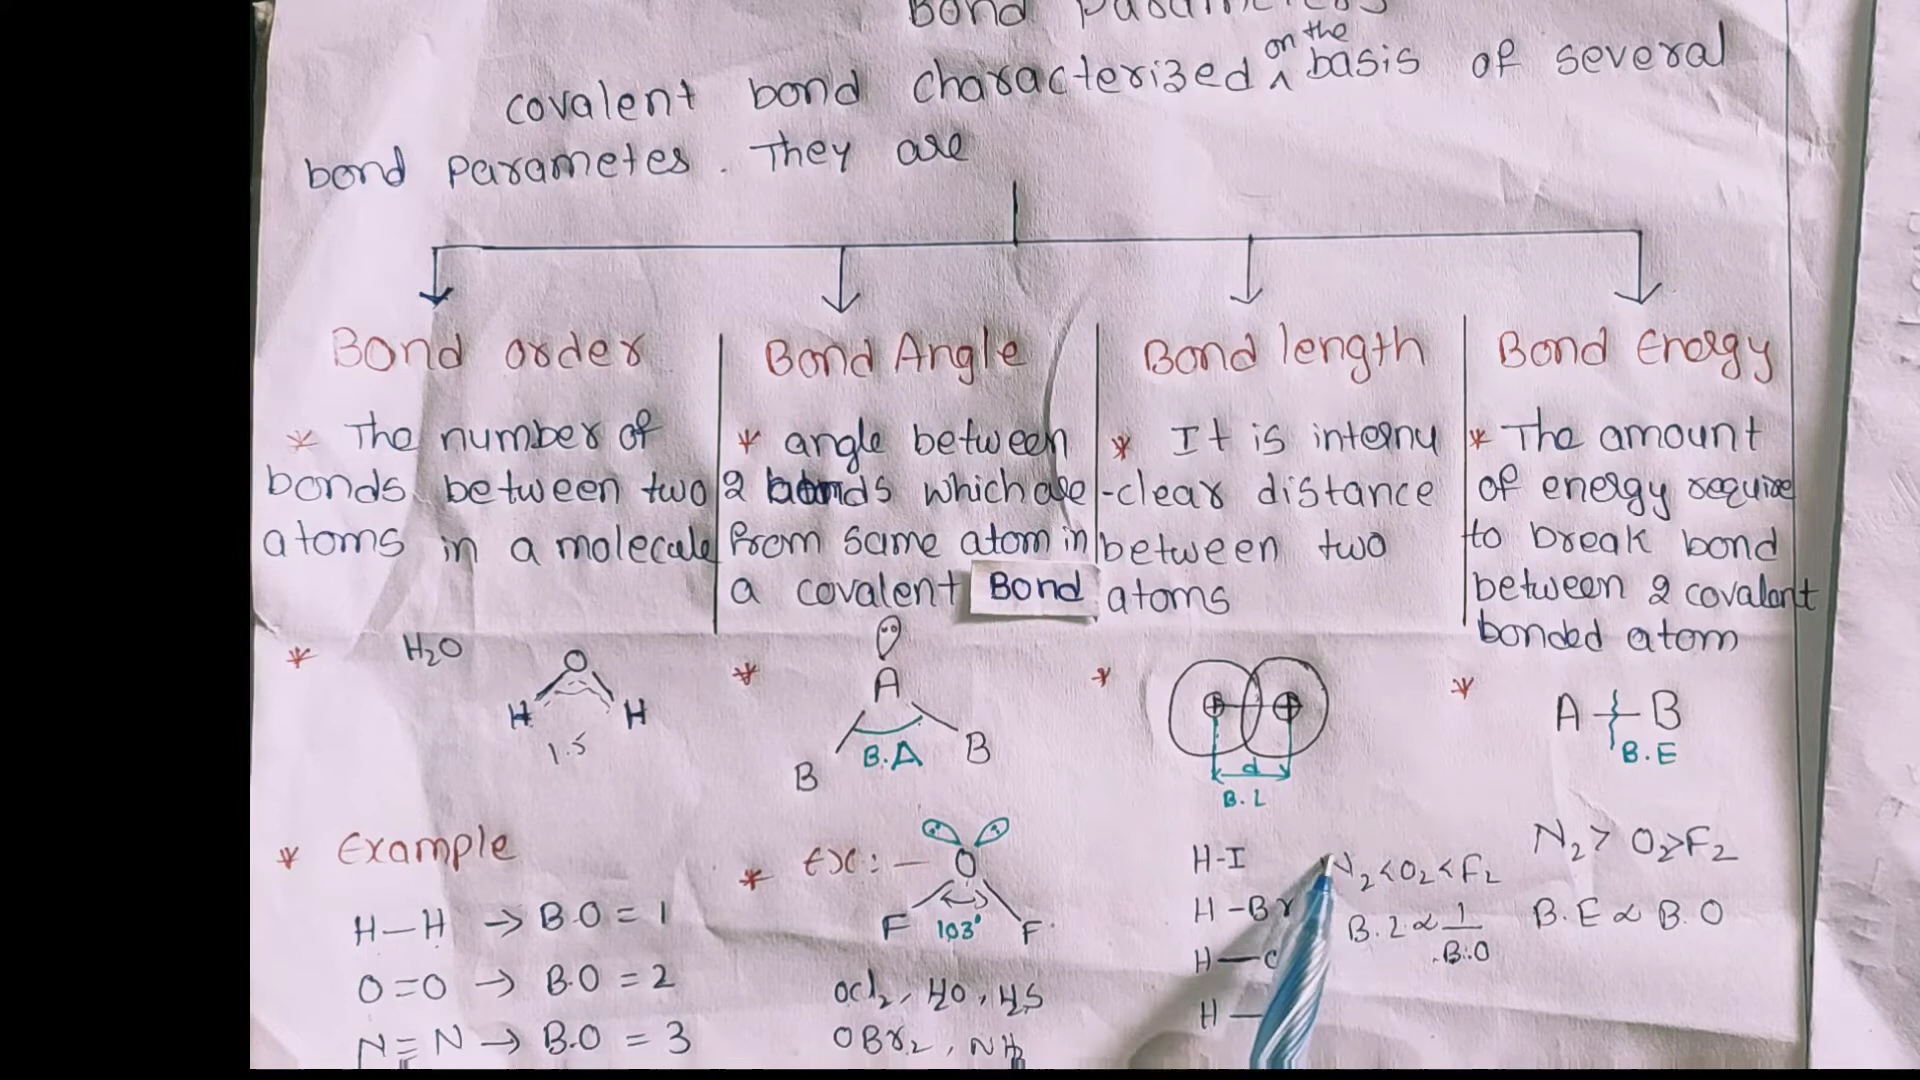 Bond Parameters
on the
covalent bond characterized ^ basis of several
bond Parametes. They are
Bond order
* The number of
bonds between two
atoms in a molecule
Bond Angle
* angle between
2 bonds which are
from same atom in
a covalent Bond
Bond length
* It is internu
-clear distance
between two
atoms
Bond Energy
* The amount
of energy require
to break bond
between 2 covalent
bonded atom
* H₂O
O
H H
1.5
* A
B B.A B
* d
B.L
* A B
B.E
* Example
H-H → B.O = 1
O=O → B.O = 2
N≡N → B.O = 3
* Ex: - O
F 103° F
OCl₂, H₂O, H₂S
OBr₂, NH₃
H-I
H-Br
H-C
H-
N₂<O₂<F₂
B.L ∝ 1/B.O
N₂>O₂>F₂
B.E ∝ B.O